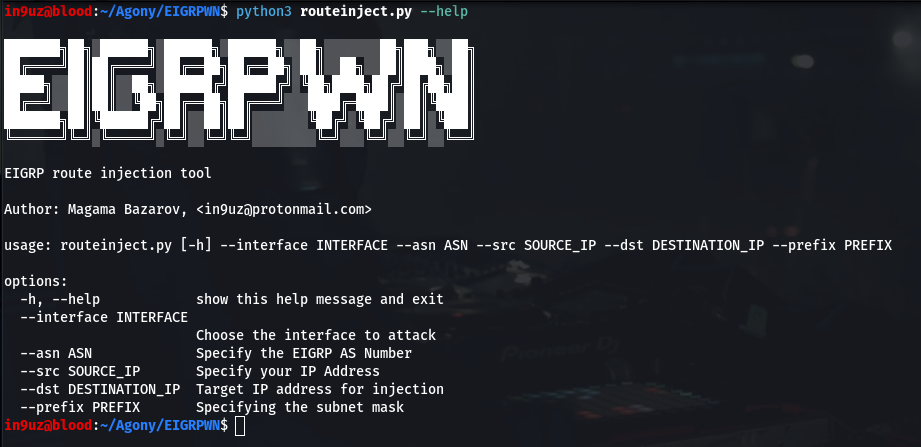 in9uz@blood:~/Agony/EIGRPWN$ python3 routeinject.py --help
EIGRPWN
EIGRP route injection tool
Author: Magama Bazarov, <in9uz@protonmail.com>
usage: routeinject.py [-h] --interface INTERFACE --asn ASN --src SOURCE_IP --dst DESTINATION_IP --prefix PREFIX
options:
  -h, --help            show this help message and exit
  --interface INTERFACE
                        Choose the interface to attack
  --asn ASN             Specify the EIGRP AS Number
  --src SOURCE_IP       Specify your IP Address
  --dst DESTINATION_IP  Target IP address for injection
  --prefix PREFIX       Specifying the subnet mask
in9uz@blood:~/Agony/EIGRPWN$
Pioneer Dj